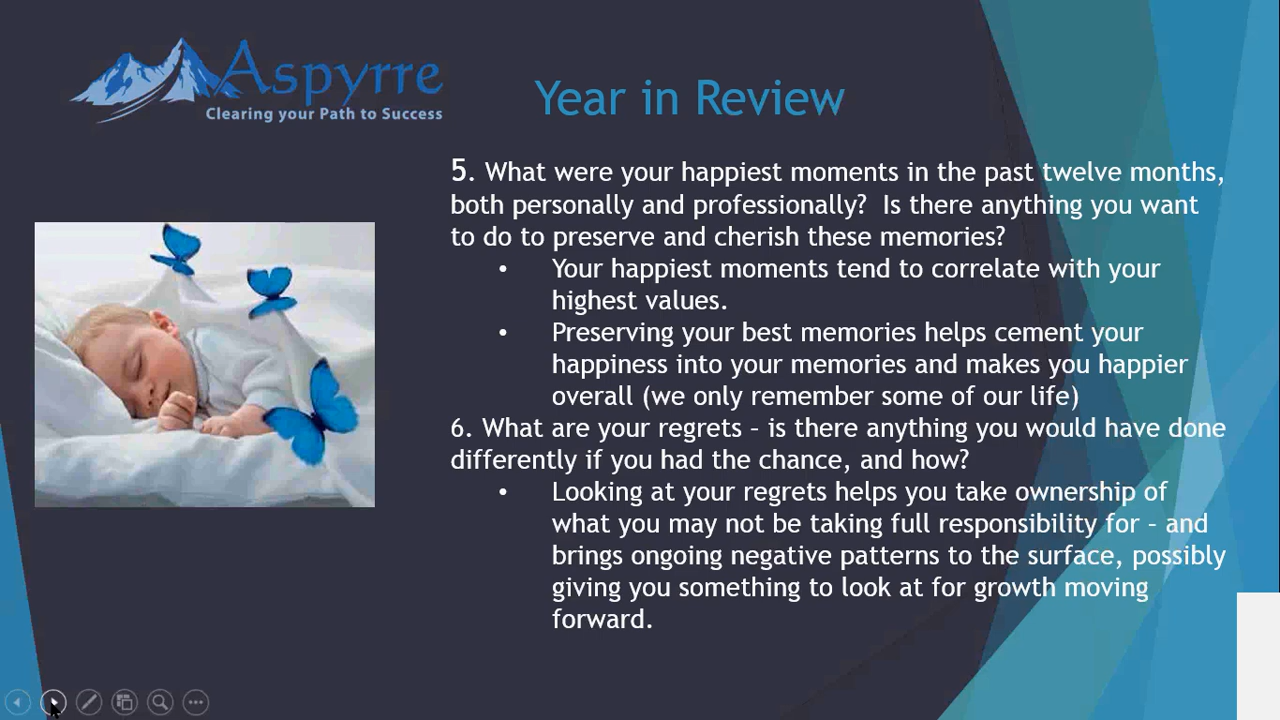 Aspyrre
Clearing your Path to Success
Year in Review
5. What were your happiest moments in the past twelve months,
both personally and professionally?  Is there anything you want
to do to preserve and cherish these memories?
• Your happiest moments tend to correlate with your
highest values.
• Preserving your best memories helps cement your
happiness into your memories and makes you happier
overall (we only remember some of our life)
6. What are your regrets – is there anything you would have done
differently if you had the chance, and how?
• Looking at your regrets helps you take ownership of
what you may not be taking full responsibility for – and
brings ongoing negative patterns to the surface, possibly
giving you something to look at for growth moving
forward.